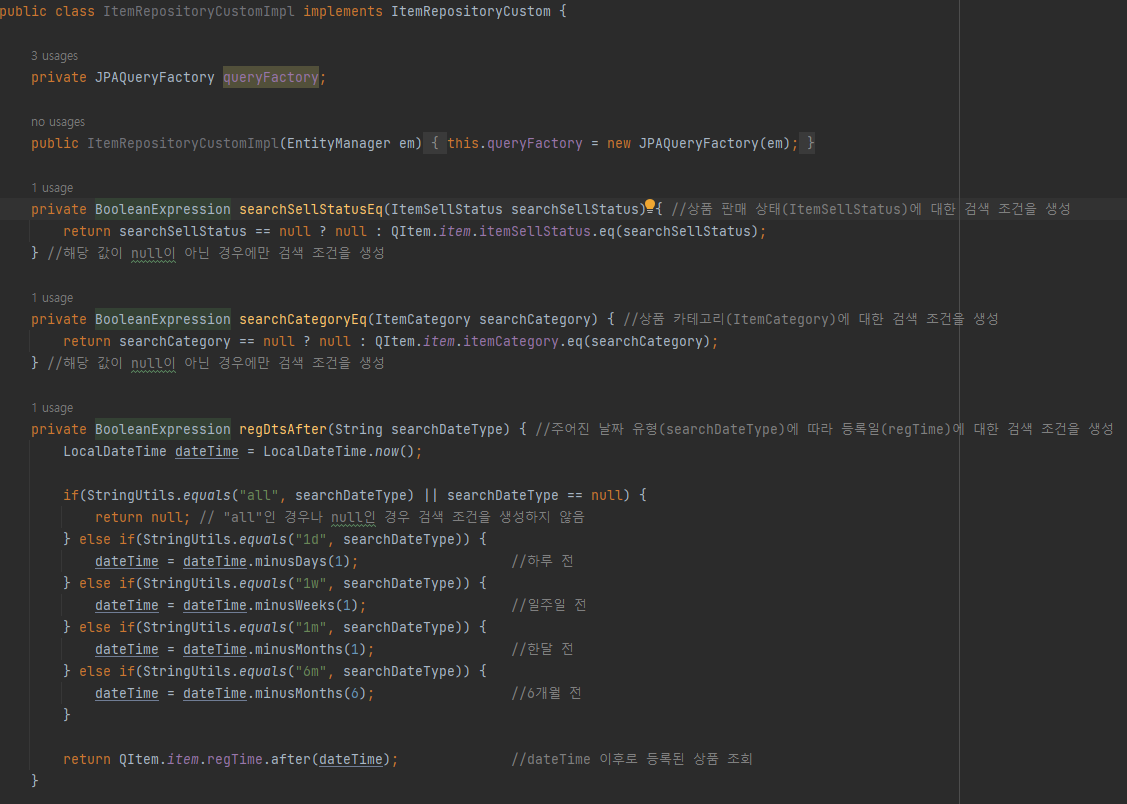 public class ItemRepositoryCustomImpl implements ItemRepositoryCustom {
3 usages
private JPAQueryFactory queryFactory;
no usages
public ItemRepositoryCustomImpl(EntityManager em) { this.queryFactory = new JPAQueryFactory(em); }
1 usage
private BooleanExpression searchSellStatusEq(ItemSellStatus searchSellStatus) { //상품 판매 상태(ItemSellStatus)에 대한 검색 조건을 생성
return searchSellStatus == null ? null : QItem.item.itemSellStatus.eq(searchSellStatus);
} //해당 값이 null이 아닌 경우에만 검색 조건을 생성
1 usage
private BooleanExpression searchCategoryEq(ItemCategory searchCategory) { //상품 카테고리(ItemCategory)에 대한 검색 조건을 생성
return searchCategory == null ? null : QItem.item.itemCategory.eq(searchCategory);
} //해당 값이 null이 아닌 경우에만 검색 조건을 생성
1 usage
private BooleanExpression regDtsAfter(String searchDateType) { //주어진 날짜 유형(searchDateType)에 따라 등록일(regTime)에 대한 검색 조건을 생성
LocalDateTime dateTime = LocalDateTime.now();
if(StringUtils.equals("all", searchDateType) || searchDateType == null) {
return null; // "all"인 경우나 null인 경우 검색 조건을 생성하지 않음
} else if(StringUtils.equals("1d", searchDateType)) {
dateTime = dateTime.minusDays(1); //하루 전
} else if(StringUtils.equals("1w", searchDateType)) {
dateTime = dateTime.minusWeeks(1); //일주일 전
} else if(StringUtils.equals("1m", searchDateType)) {
dateTime = dateTime.minusMonths(1); //한달 전
} else if(StringUtils.equals("6m", searchDateType)) {
dateTime = dateTime.minusMonths(6); //6개월 전
}
return QItem.item.regTime.after(dateTime); //dateTime 이후로 등록된 상품 조회
}